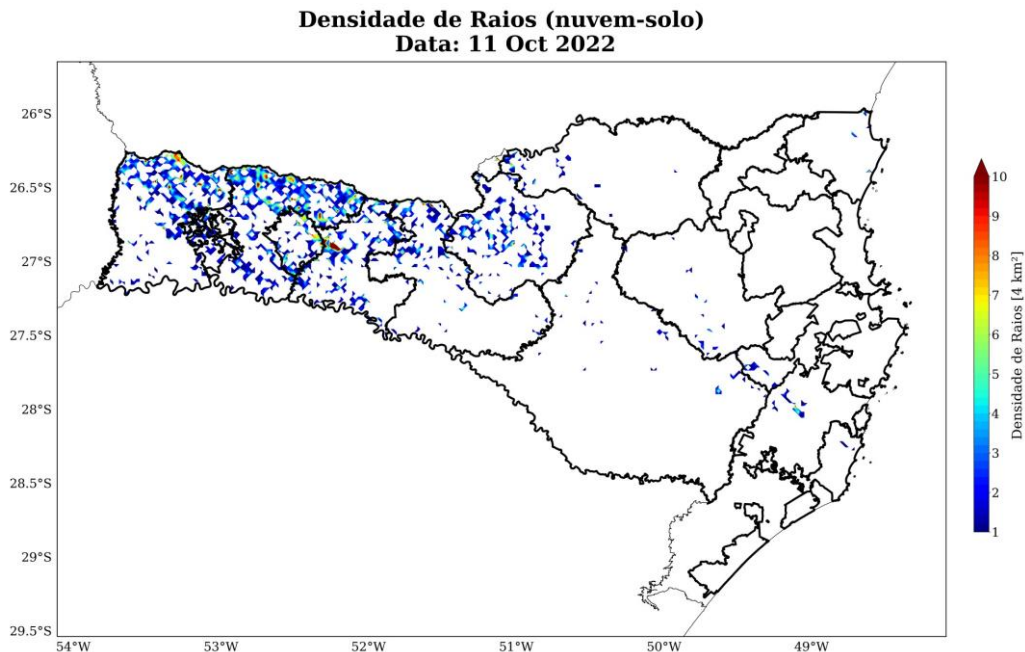 Densidade de Raios (nuvem-solo)
Data: 11 Oct 2022
26°S
26.5°S
27°S
27.5°S
28°S
28.5°S
29°S
29.5°S
54°W
53°W
52°W
51°W
50°W
49°W
10
9
8
7
6
5
4
3
2
1
Densidade de Raios [4 km²]